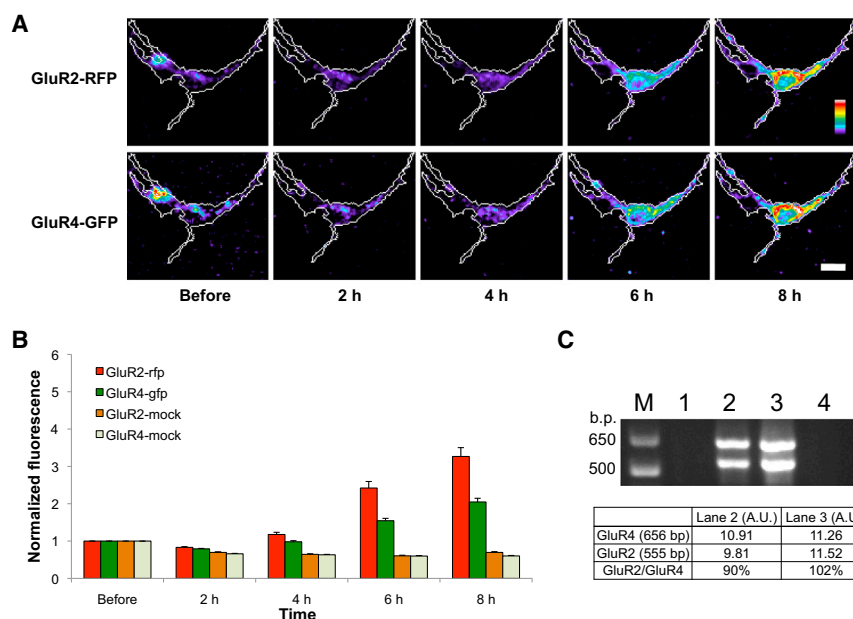 A
GluR2-RFP
GluR4-GFP
Before 2 h 4 h 6 h 8 h
B
Normalized fluorescence
6
5
4
3
2
1
0
GluR2-rfp
GluR4-gfp
GluR2-mock
GluR4-mock
Before 2 h 4 h 6 h 8 h
Time
C
b.p. M 1 2 3 4
650
500
Lane 2 (A.U.) Lane 3 (A.U
GluR4 (656 bp) 10.91 11.26
GluR2 (555 bp) 9.81 11.52
GluR2/GluR4 90% 102%